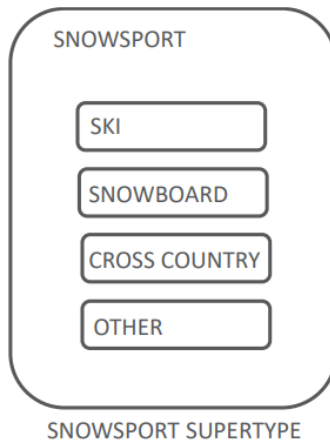 SNOWSPORT
SKI
SNOWBOARD
CROSS COUNTRY
OTHER
SNOWSPORT SUPERTYPE